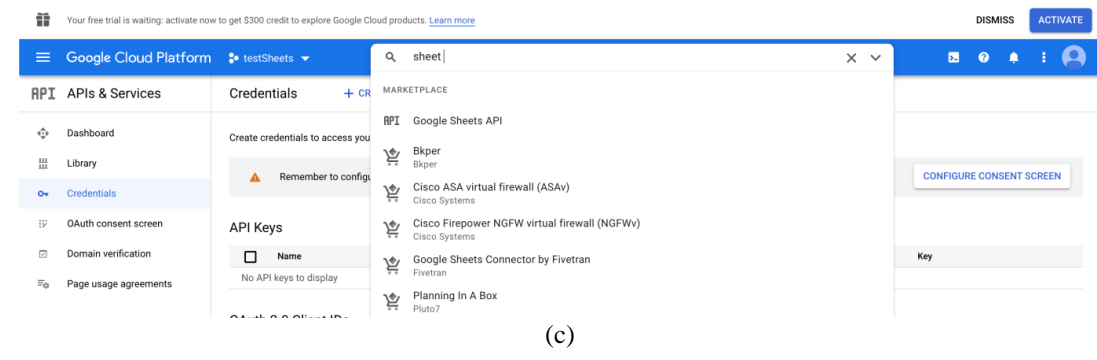 Your free trial is waiting: activate now to get $300 credit to explore Google Cloud products. Learn more DISMISS ACTIVATE
Google Cloud Platform testSheets sheet
API APIs & Services Credentials + CR
MARKETPLACE
API Google Sheets API
Dashboard
Create credentials to access you
Bkper
Bkper
Library
Remember to configu
CONFIGURE CONSENT SCREEN
Cisco ASA virtual firewall (ASAv)
Cisco Systems
Credentials
OAuth consent screen
API Keys
Cisco Firepower NGFW virtual firewall (NGFWv)
Cisco Systems
Domain verification
Name
Key
Google Sheets Connector by Fivetran
Fivetran
Page usage agreements
No API keys to display
Planning In A Box
Pluto7
(c)